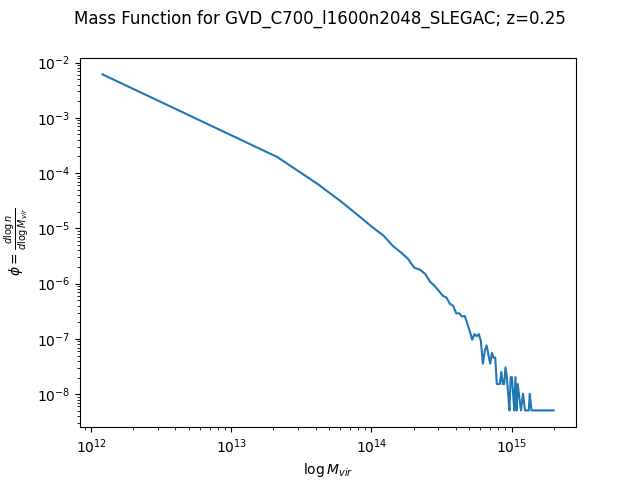 Mass Function for GVD_C700_l1600n2048_SLEGAC; z=0.25
10⁻²
10⁻³
10⁻⁴
10⁻⁵
10⁻⁶
10⁻⁷
10⁻⁸
ϕ = d log n / d log M_vir
10¹² 10¹³ 10¹⁴ 10¹⁵
log M_vir